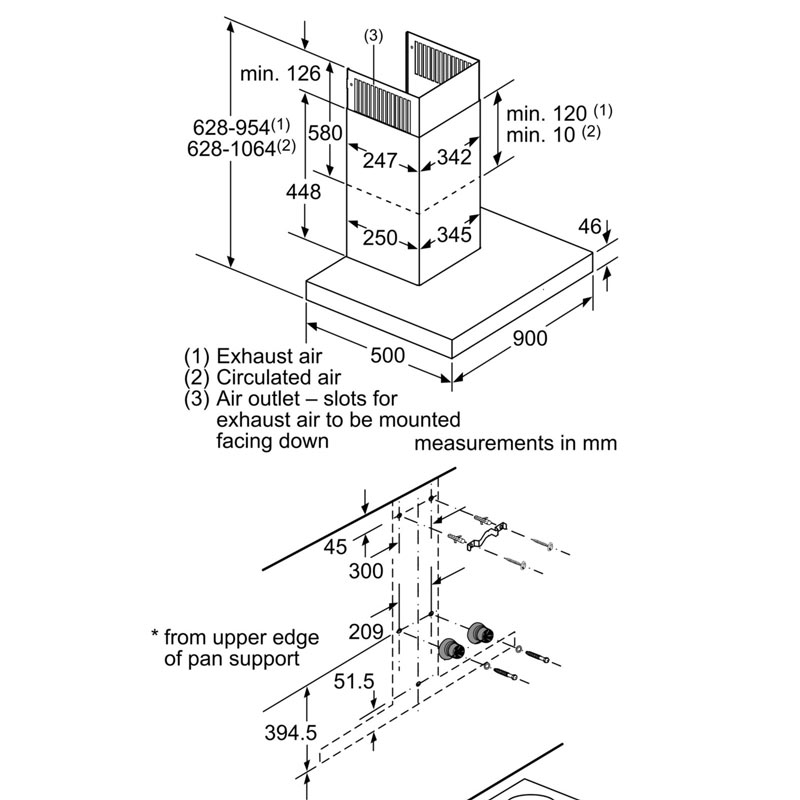 (3)
min. 126
628-954(1)
628-1064(2)
580
448
min. 120 (1)
min. 10 (2)
247
342
250
345
46
500
900
(1) Exhaust air
(2) Circulated air
(3) Air outlet – slots for
exhaust air to be mounted
facing down
measurements in mm
45
300
209
* from upper edge
of pan support
51.5
394.5